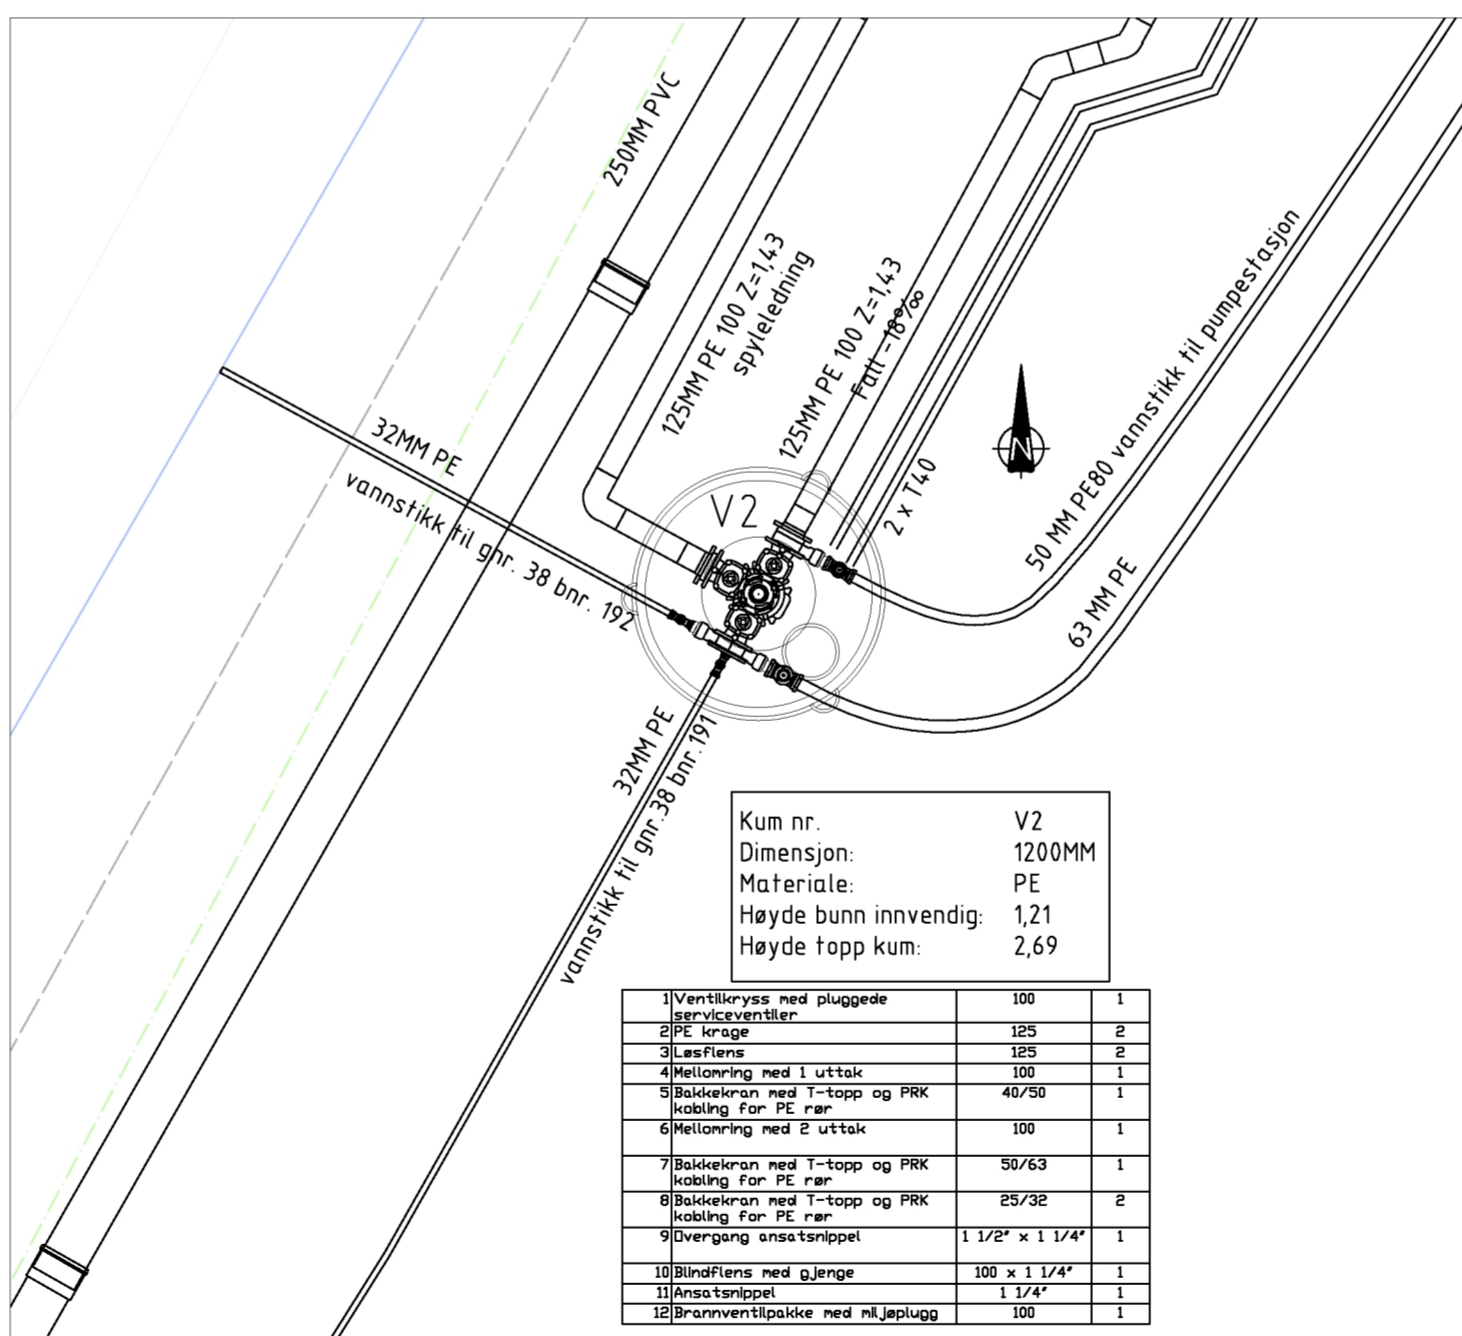 250MM PVC
125MM PE 100 Z=1,43
spyleledning
125MM PE 100 Z=1,43
Fall -18‰
2 x T40
50 MM PE80 vannstikk til pumpestasjon
63 MM PE
N
V2
32MM PE
vannstikk til gnr. 38 bnr. 192
32MM PE
vannstikk til gnr.38 bnr.191
Kum nr. V2
Dimensjon: 1200MM
Materiale: PE
Høyde bunn innvendig: 1,21
Høyde topp kum: 2,69
1 Ventilkryss med pluggede 100 1
serviceventiler
2 PE krage 125 2
3 Løsflens 125 2
4 Mellomring med 1 uttak 100 1
5 Bakkekran med T-topp og PRK 40/50 1
kobling for PE rør
6 Mellomring med 2 uttak 100 1
7 Bakkekran med T-topp og PRK 50/63 1
kobling for PE rør
8 Bakkekran med T-topp og PRK 25/32 2
kobling for PE rør
9 Overgang ansatsnippel 1 1/2" x 1 1/4" 1
10 Blindflens med gjenge 100 x 1 1/4" 1
11 Ansatsnippel 1 1/4" 1
12 Brannventilpakke med miljøplugg 100 1